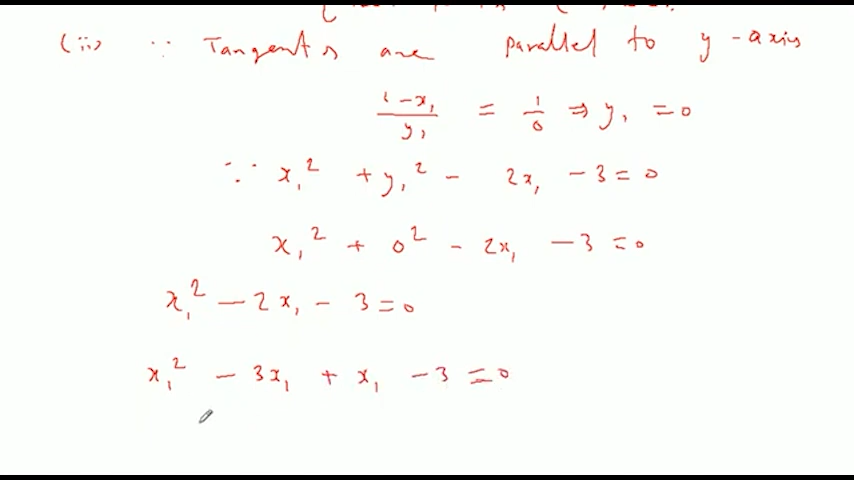 (ii) ∵ Tangents are parallel to y-axis
1-x₁/y₁ = 1/0 ⇒ y₁ = 0
∵ x₁² + y₁² - 2x₁ - 3 = 0
x₁² + 0² - 2x₁ - 3 = 0
x₁² - 2x₁ - 3 = 0
x₁² - 3x₁ + x₁ - 3 = 0